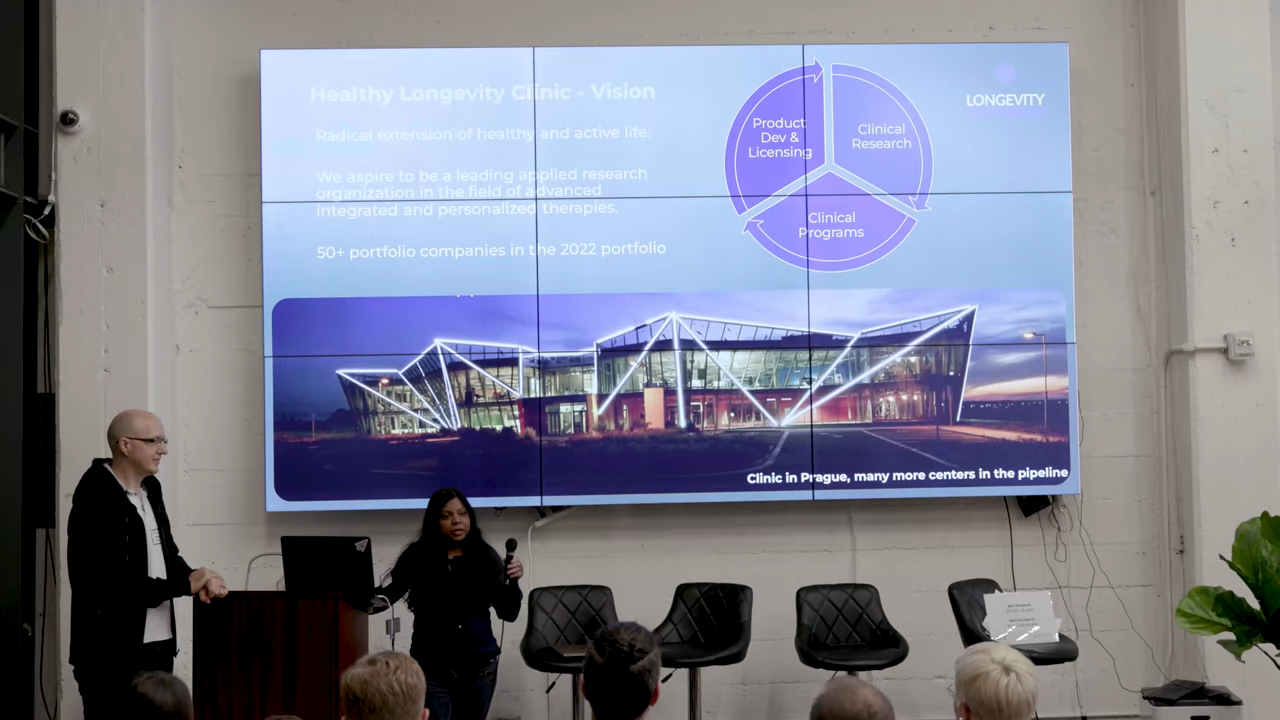 Healthy Longevity Clinic - Vision
Radical extension of healthy and active life.
We aspire to be a leading applied research
organization in the field of advanced
integrated and personalized therapies.
50+ portfolio companies in the 2022 portfolio
Product
Dev &
Licensing
Clinical
Research
Clinical
Programs
LONGEVITY
Clinic in Prague, many more centers in the pipeline